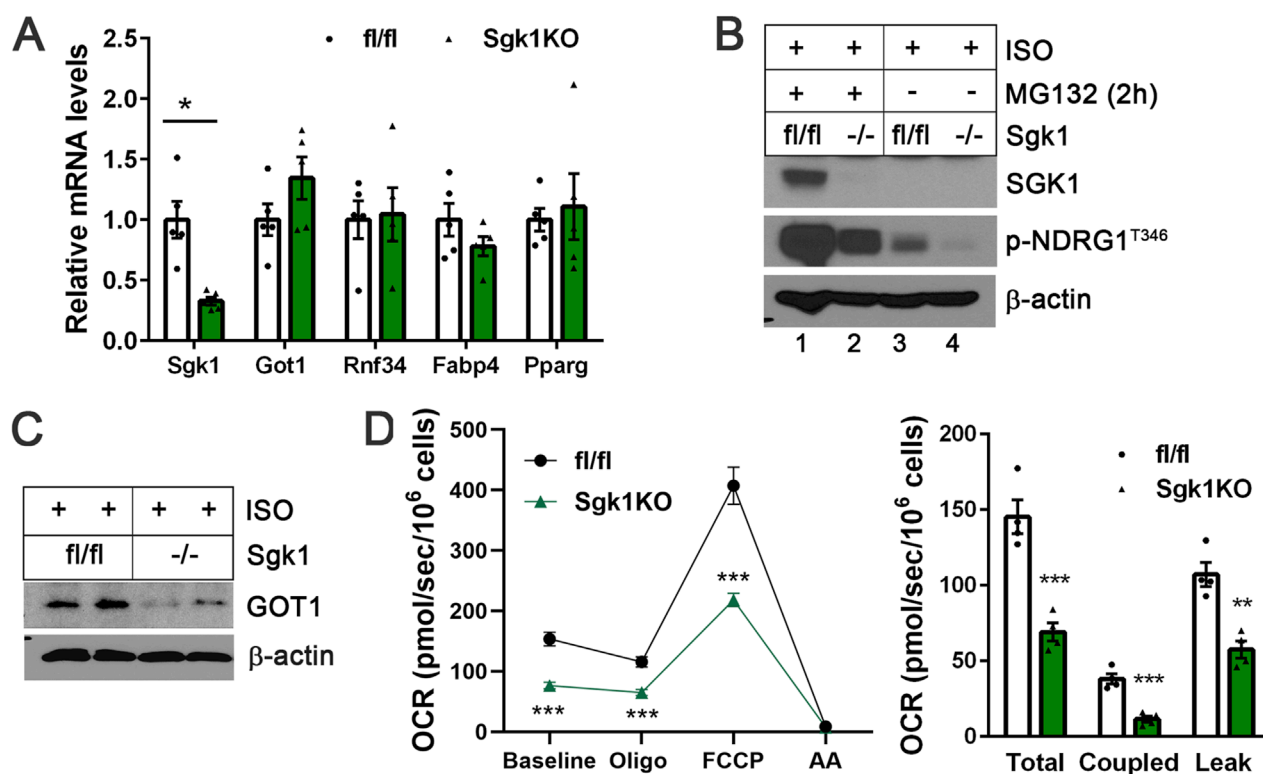 A
fl/fl Sgk1KO
Relative mRNA levels
2.5
2.0
1.5
1.0
0.5
0.0
*
Sgk1 Got1 Rnf34 Fabp4 Pparg
B
+ + + + ISO
+ + - - MG132 (2h)
fl/fl -/- fl/fl -/- Sgk1
SGK1
p-NDRG1T346
β-actin
1 2 3 4
C
+ + + + ISO
fl/fl -/- Sgk1
GOT1
β-actin
D
OCR (pmol/sec/10⁶ cells)
500
400
300
200
100
0
fl/fl
Sgk1KO
***
*** ***
Baseline Oligo FCCP AA
OCR (pmol/sec/10⁶ cells)
200
150
100
50
0
fl/fl
Sgk1KO
*** *** **
Total Coupled Leak